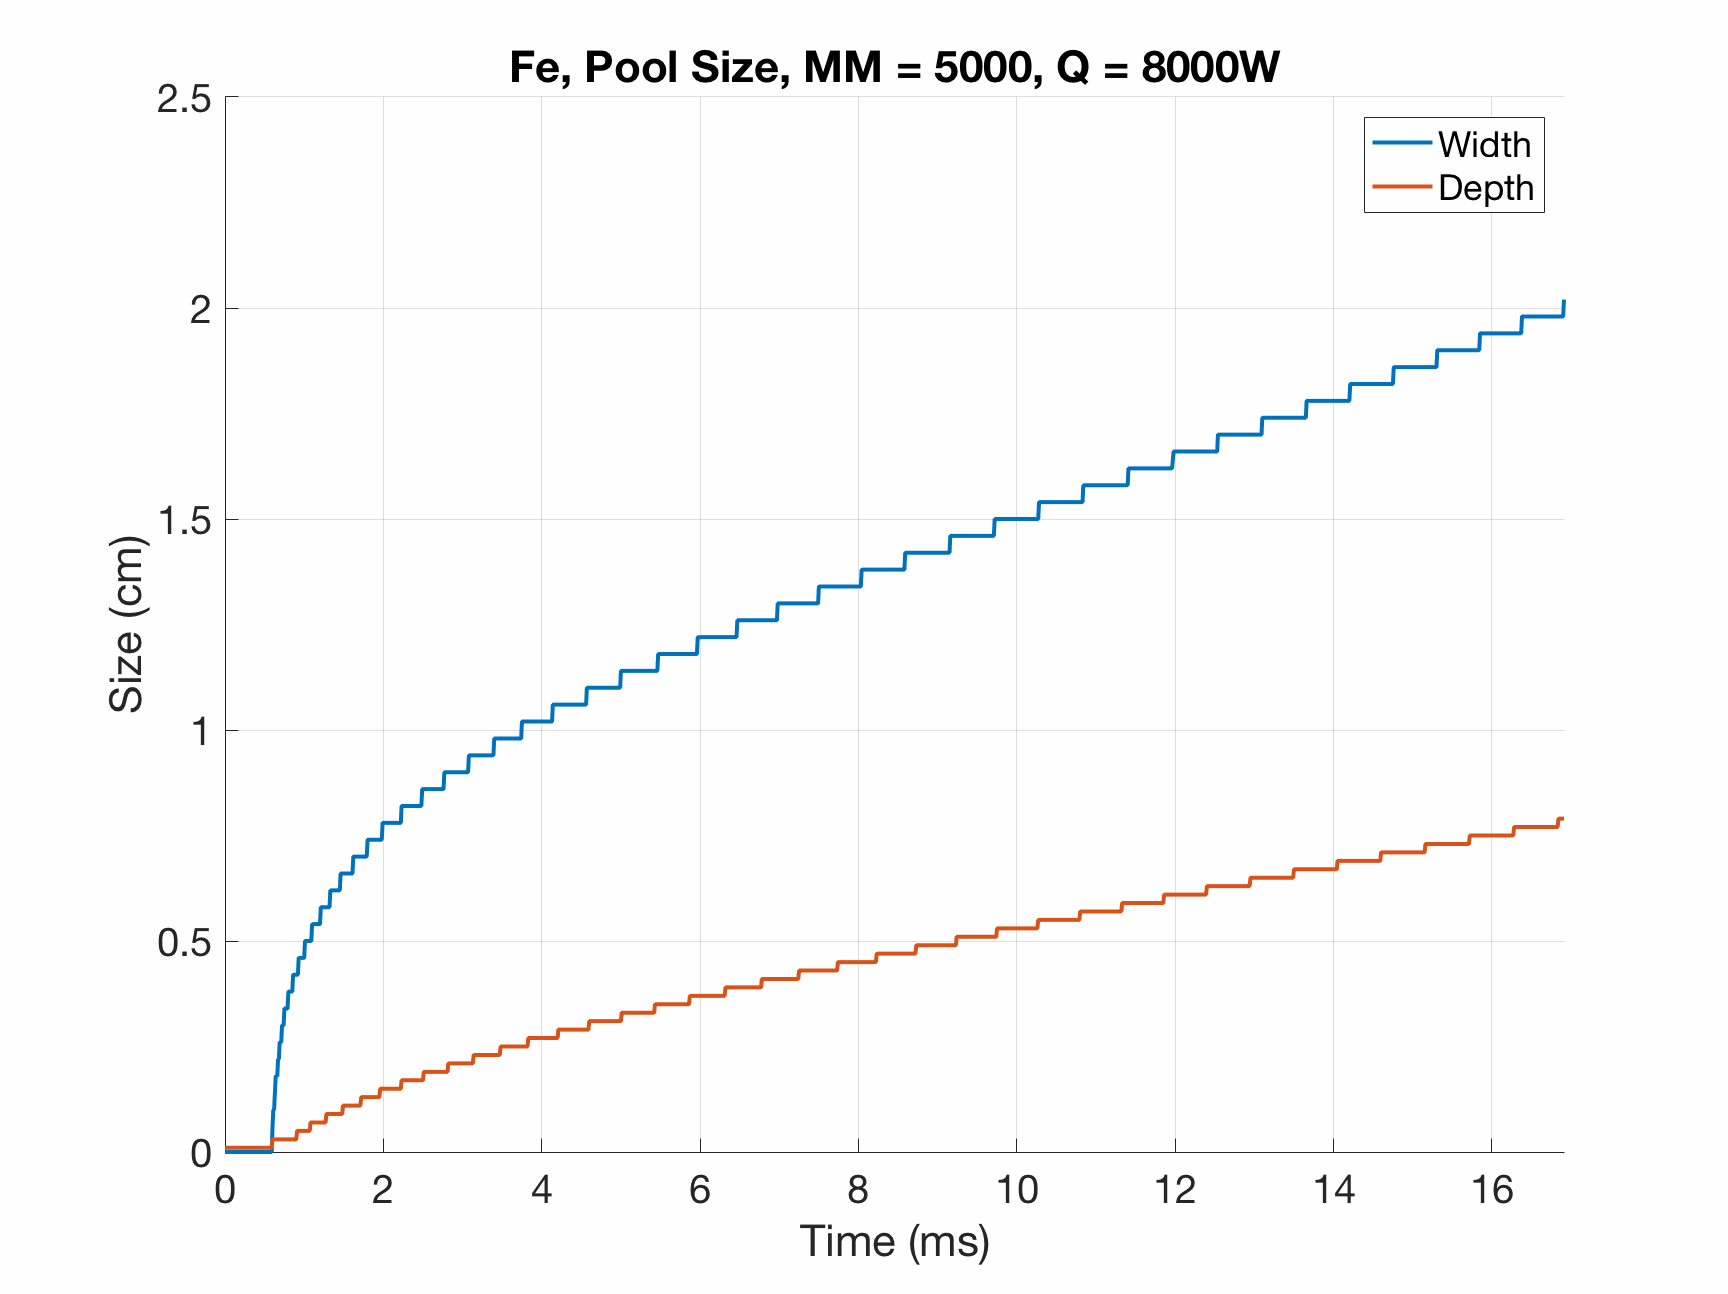 Fe, Pool Size, MM = 5000, Q = 8000W
2.5
2
1.5
1
0.5
0
Size (cm)
Width
Depth
0 2 4 6 8 10 12 14 16
Time (ms)